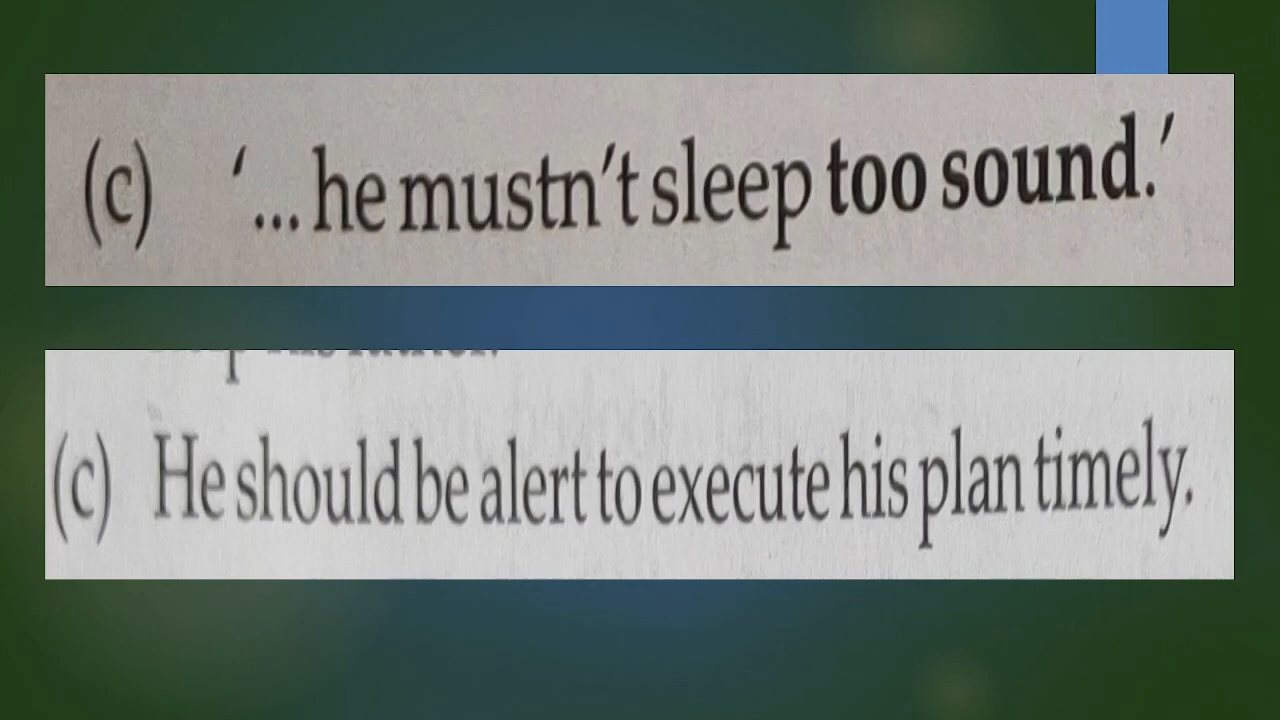 (c) '... he mustn't sleep too sound.'
(c) He should be alert to execute his plan timely.